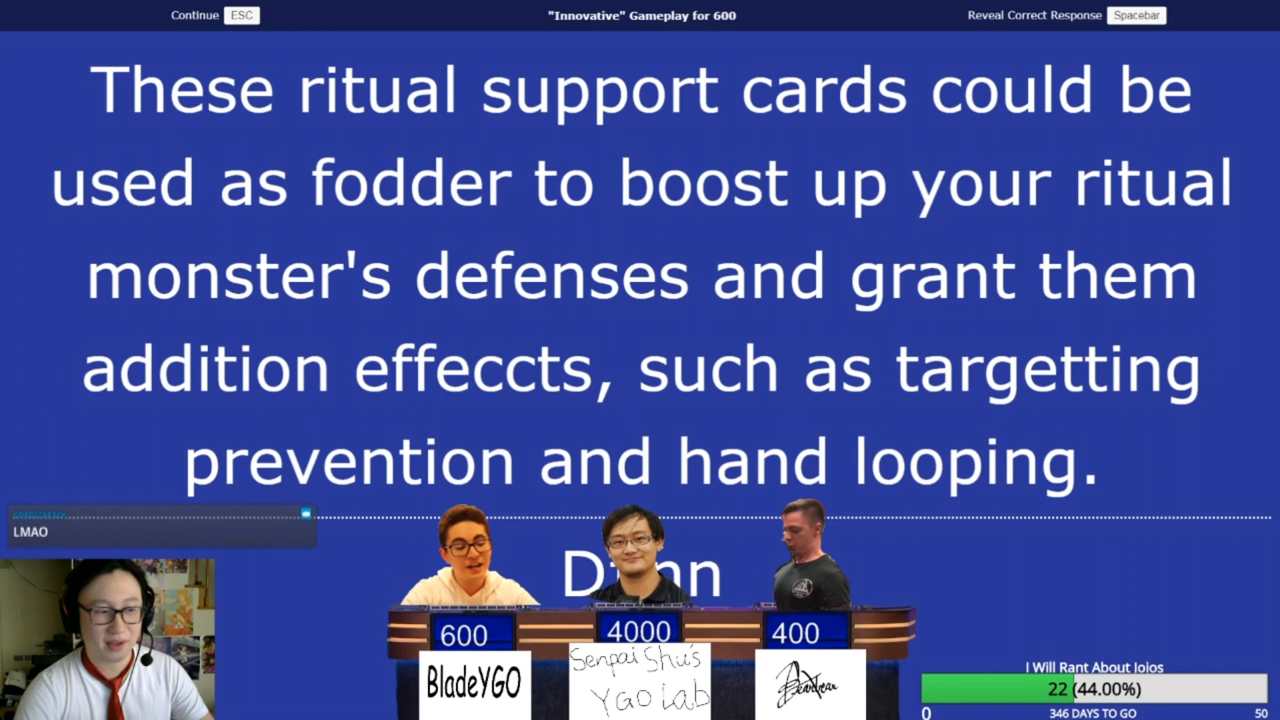 Continue ESC
"Innovative" Gameplay for 600
Reveal Correct Response Spacebar
These ritual support cards could be
used as fodder to boost up your ritual
monster's defenses and grant them
addition effeccts, such as targetting
prevention and hand looping.
LMAO
600
4000
400
BladeYGO
Senpai Shu's
YGO Lab
I Will Rant About Jojos
22 (44.00%)
0
346 DAYS TO GO
50